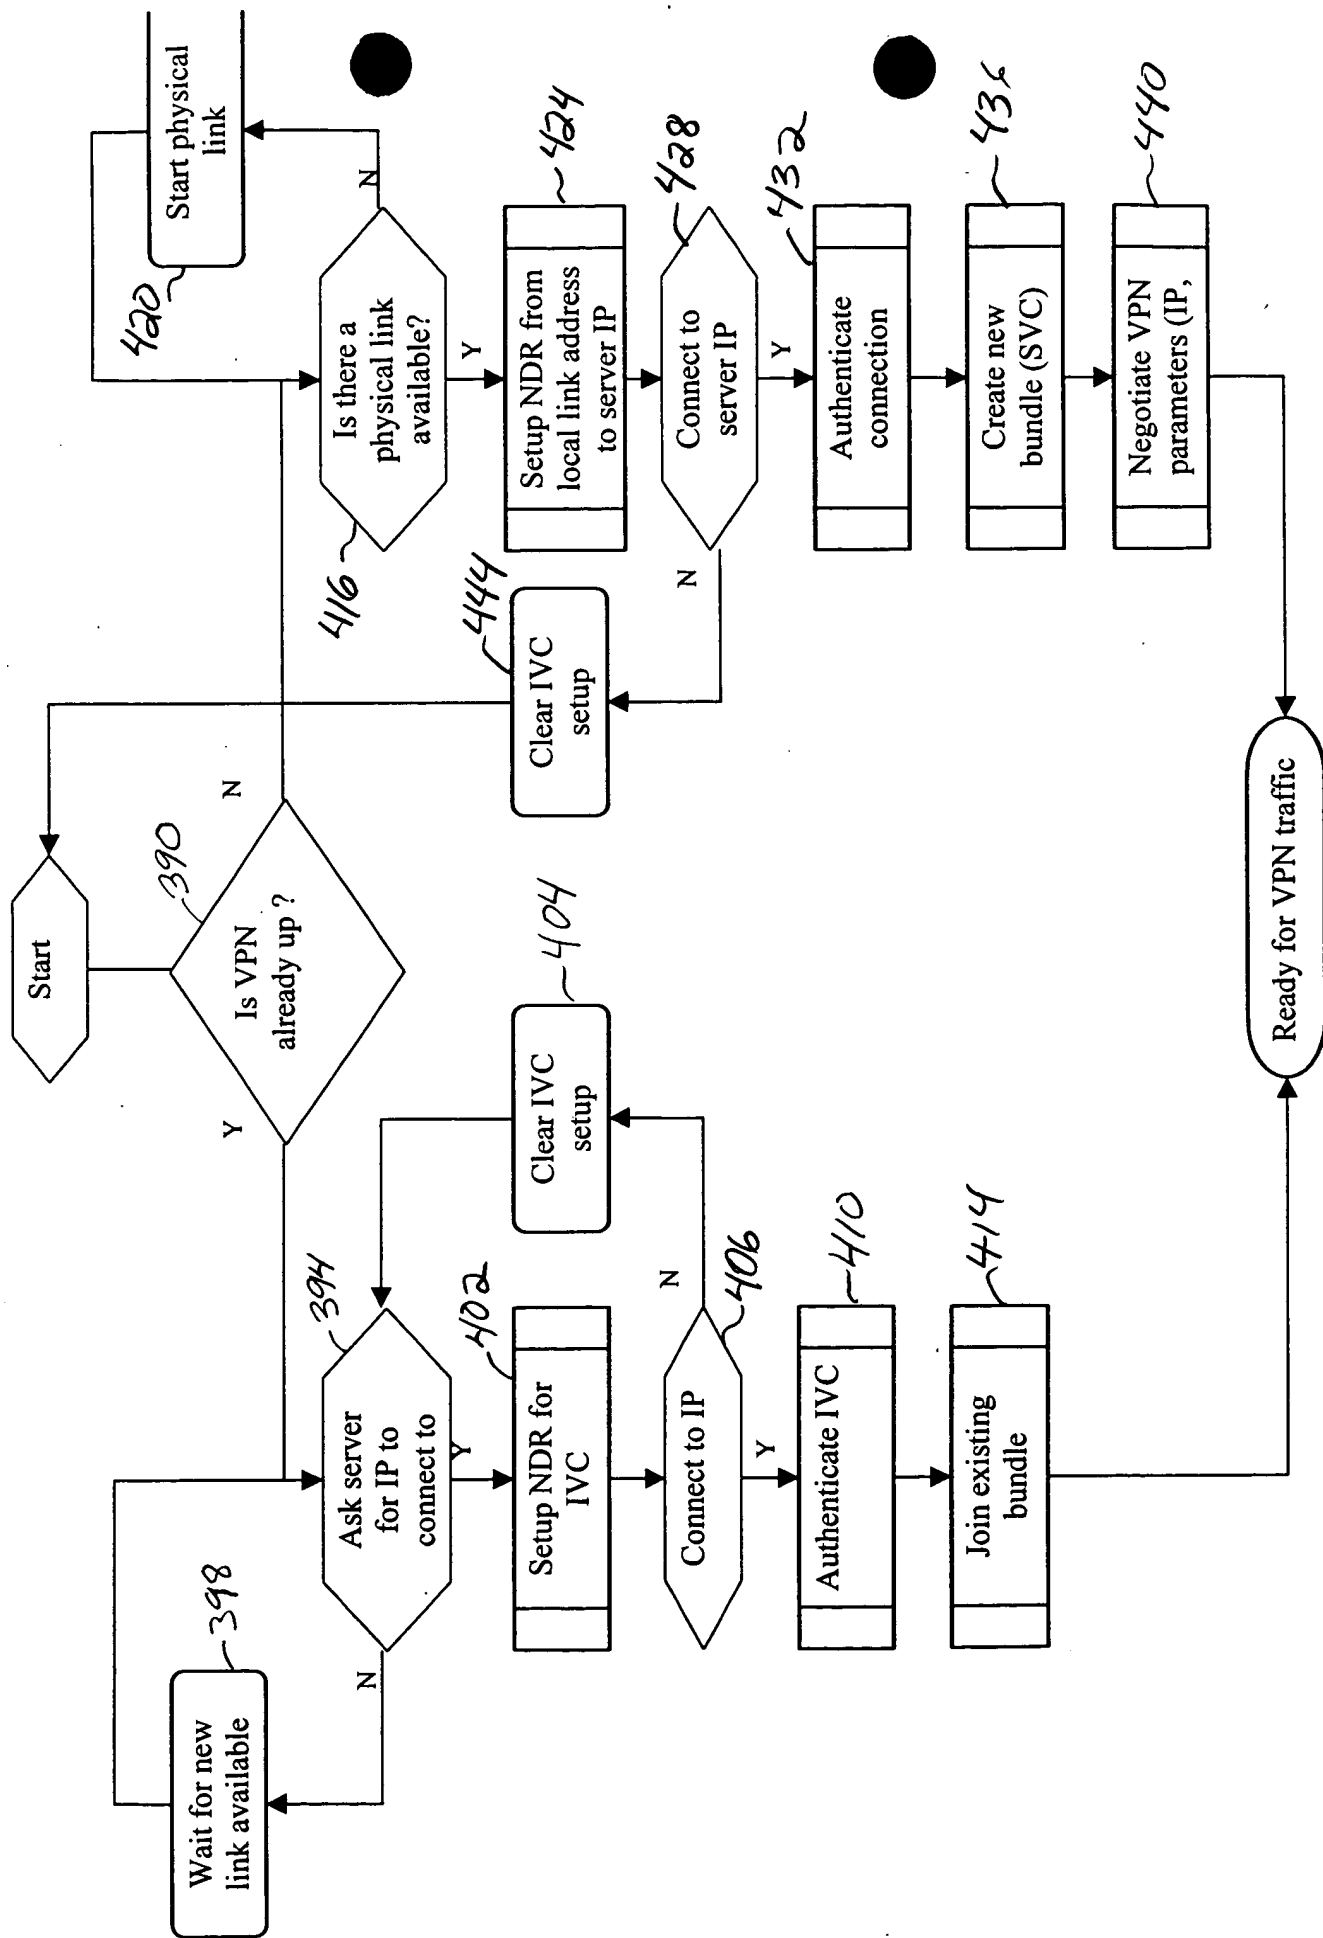 Start
390
Is VPN
already up ?
Y
N
Wait for new
link available
398
394
Ask server
for IP to
connect to
N
Y
402
Setup NDR for
IVC
Clear IVC
setup
404
Connect to IP
406
N
Y
Authenticate IVC
410
Join existing
bundle
414
420
Start physical
link
416
Is there a
physical link
available?
N
Y
Setup NDR from
local link address
to server IP
424
444
Clear IVC
setup
Connect to
server IP
428
N
Y
Authenticate
connection
432
Create new
bundle (SVC)
436
Negotiate VPN
parameters (IP,
440
Ready for VPN traffic